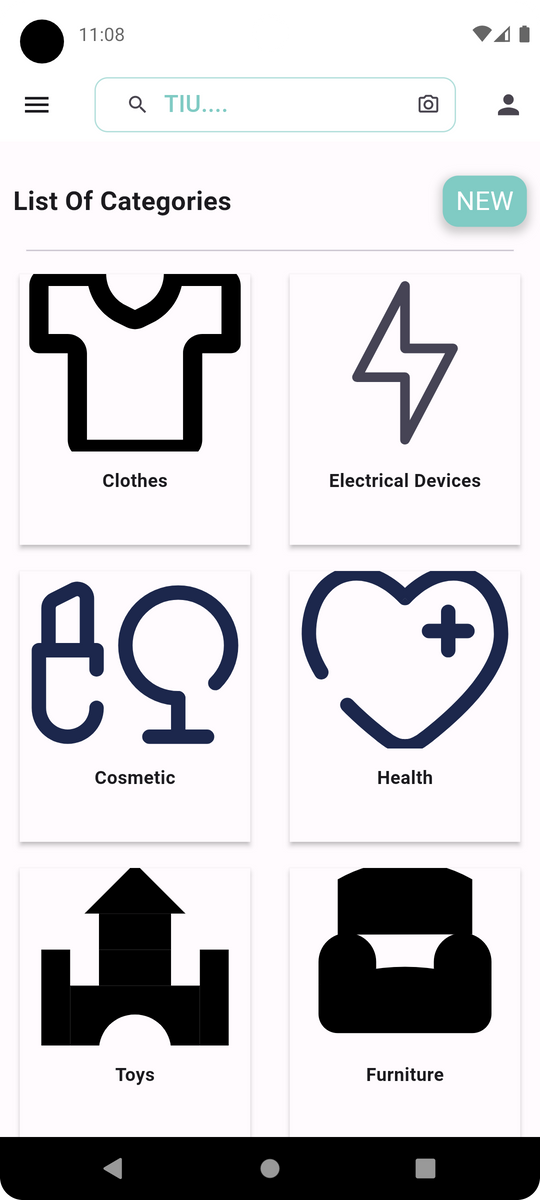 11:08
TIU....
List Of Categories
NEW
Clothes
Electrical Devices
Cosmetic
Health
Toys
Furniture